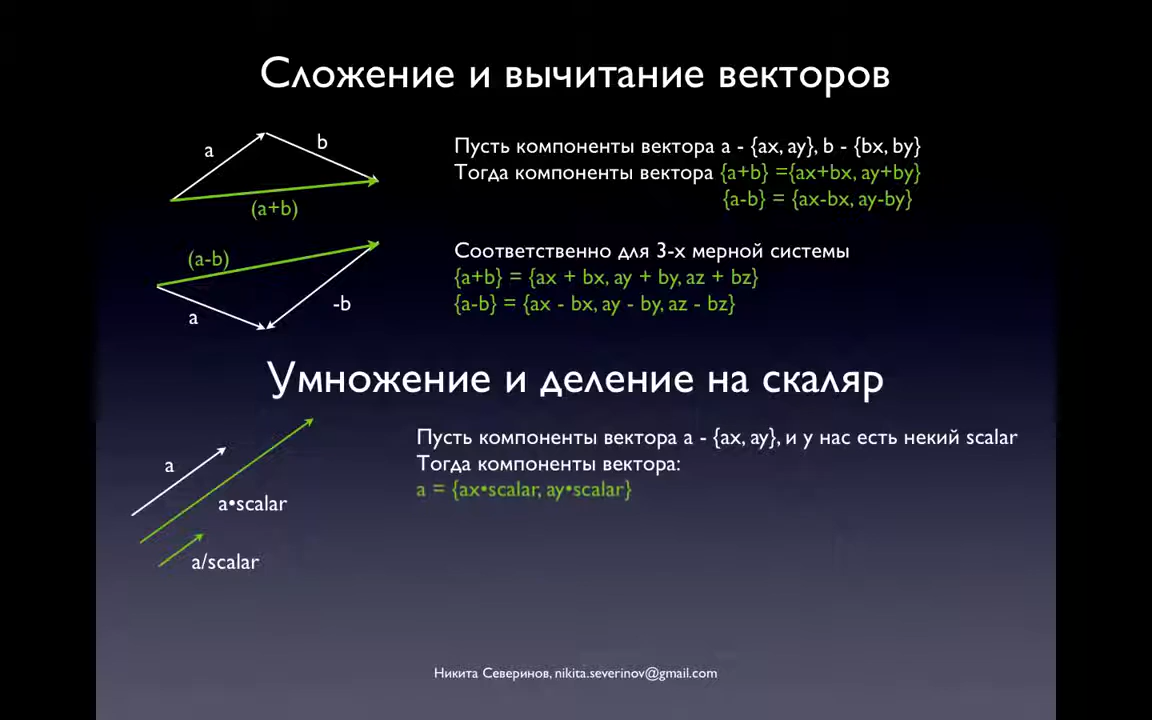 Сложение и вычитание векторов
a
b
(a+b)
Пусть компоненты вектора a - {ax, ay}, b - {bx, by}
Тогда компоненты вектора {a+b} ={ax+bx, ay+by}
{a-b} = {ax-bx, ay-by}
(a-b)
a
-b
Соответственно для 3-х мерной системы
{a+b} = {ax + bx, ay + by, az + bz}
{a-b} = {ax - bx, ay - by, az - bz}
Умножение и деление на скаляр
a
a•scalar
a/scalar
Пусть компоненты вектора a - {ax, ay}, и у нас есть некий scalar
Тогда компоненты вектора:
a = {ax•scalar, ay•scalar}
Никита Северинов, nikita.severinov@gmail.com